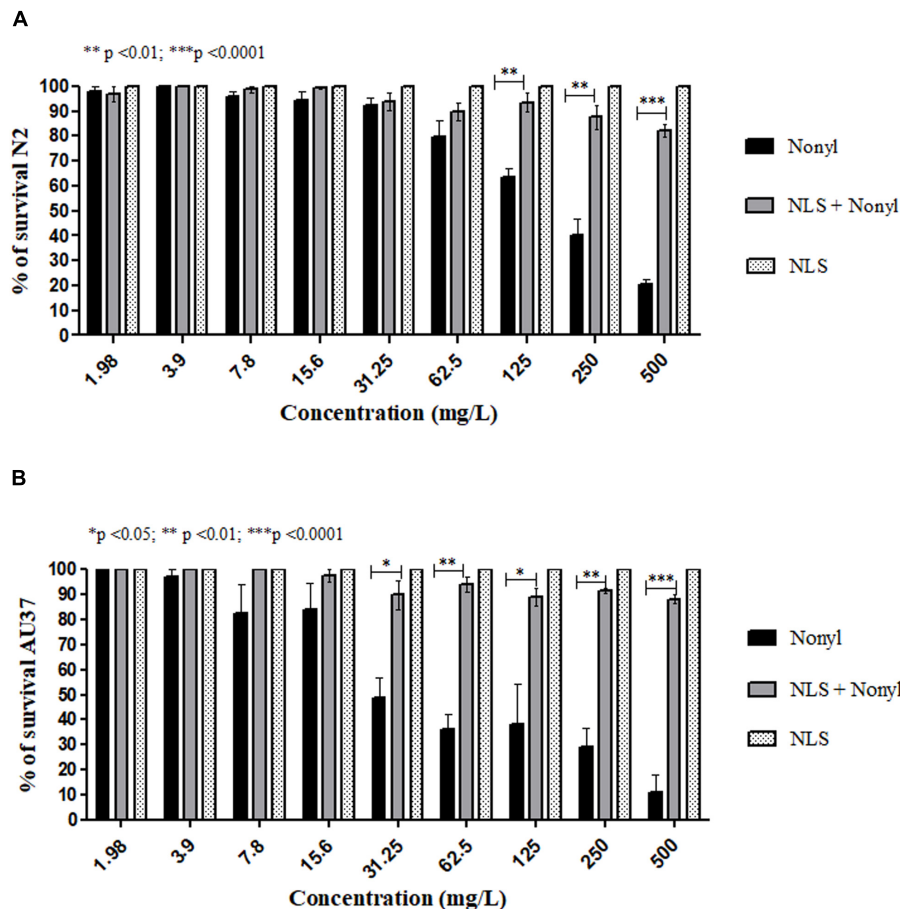 A
** p <0.01; ***p <0.0001
% of survival N2
100
90
80
70
60
50
40
30
20
10
0
** ** ***
1.98 3.9 7.8 15.6 31.25 62.5 125 250 500
Concentration (mg/L)
Nonyl
NLS + Nonyl
NLS
B
*p <0.05; ** p <0.01; ***p <0.0001
% of survival AU37
100
90
80
70
60
50
40
30
20
10
0
* ** * ** ***
1.98 3.9 7.8 15.6 31.25 62.5 125 250 500
Concentration (mg/L)
Nonyl
NLS + Nonyl
NLS